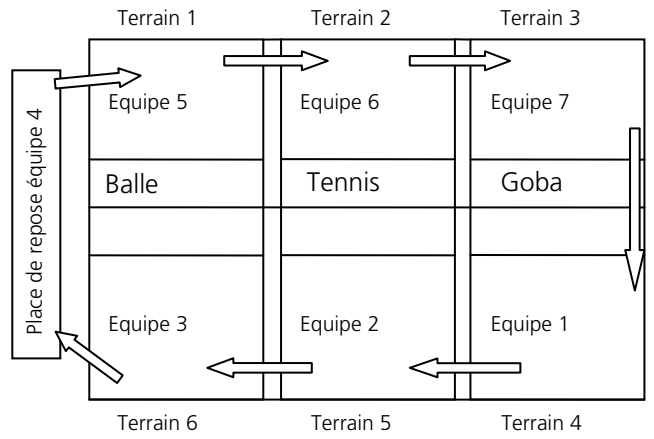 Terrain 1
Terrain 2
Terrain 3
Equipe 5
Equipe 6
Equipe 7
Place de repose équipe 4
Balle
Tennis
Goba
Equipe 3
Equipe 2
Equipe 1
Terrain 6
Terrain 5
Terrain 4